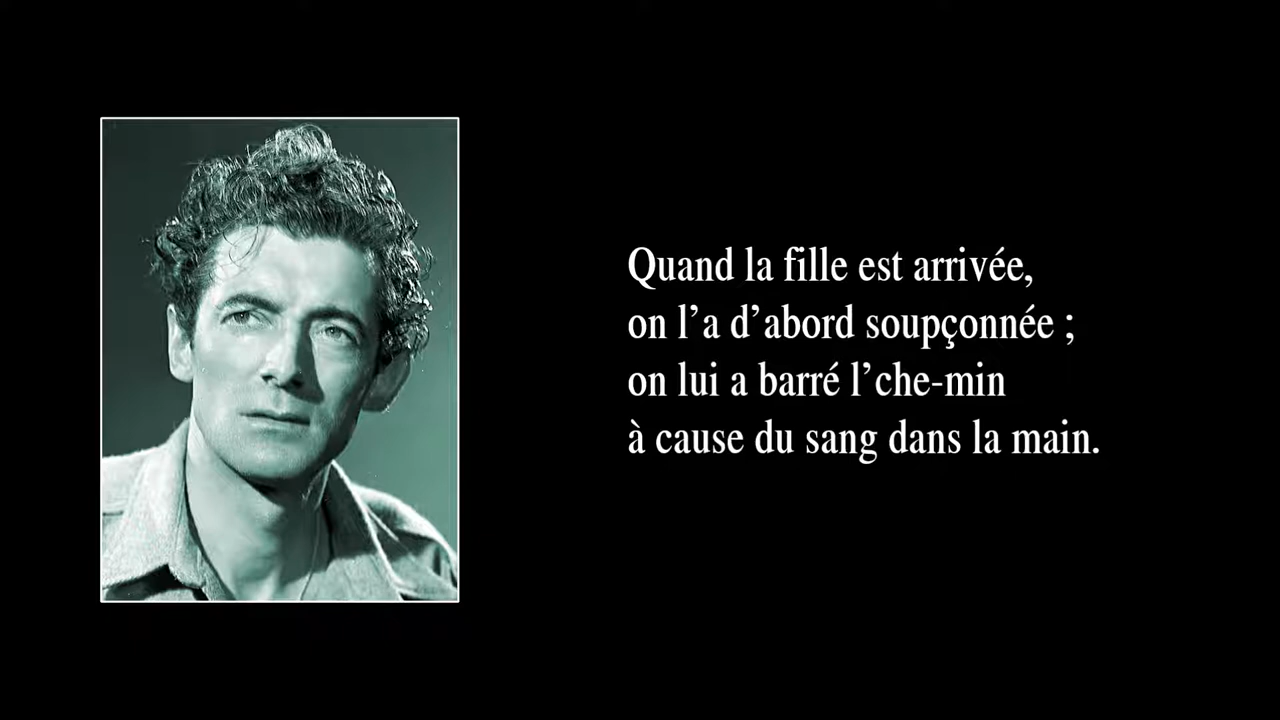 Quand la fille est arrivée,
on l’a d’abord soupçonnée ;
on lui a barré l’che-min
à cause du sang dans la main.